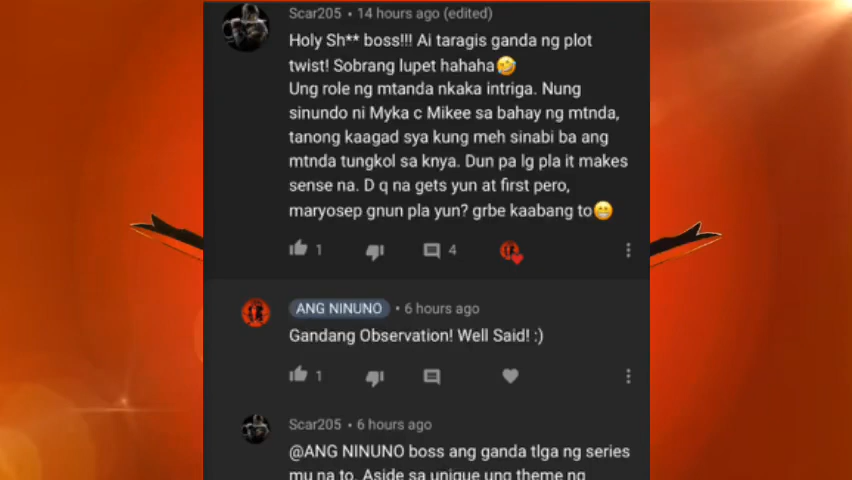 Scar205 • 14 hours ago (edited)
Holy Sh** boss!!! Ai taragis ganda ng plot
twist! Sobrang lupet hahaha🤣
Ung role ng mtanda nkaka intriga. Nung
sinundo ni Myka c Mikee sa bahay ng mtnda,
tanong kaagad sya kung meh sinabi ba ang
mtnda tungkol sa knya. Dun pa lg pla it makes
sense na. D q na gets yun at first pero,
maryosep gnun pla yun? grbe kaabang to😁
1
4
ANG NINUNO • 6 hours ago
Gandang Observation! Well Said! :)
1
Scar205 • 6 hours ago
@ANG NINUNO boss ang ganda tlga ng series
mu na to. Aside sa unique ung theme ng